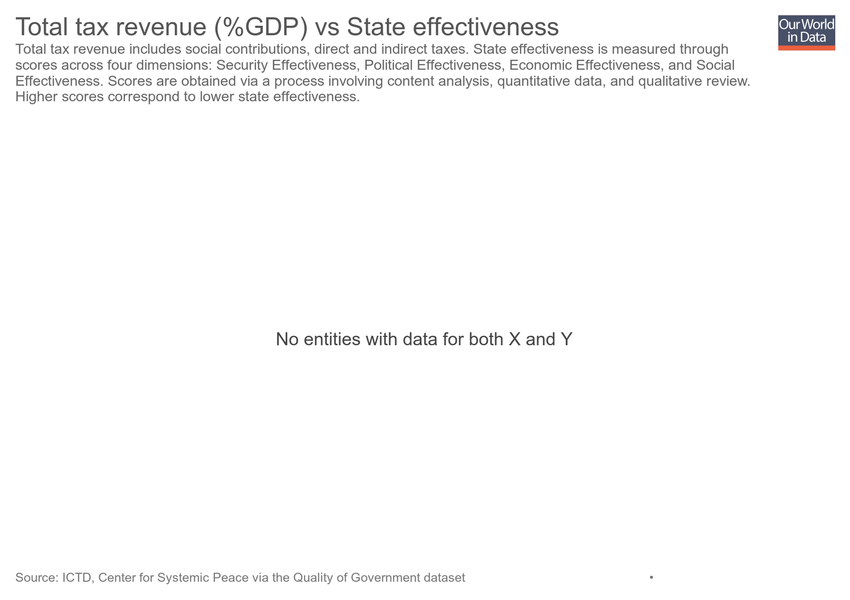 Total tax revenue (%GDP) vs State effectiveness
Our World
in Data
Total tax revenue includes social contributions, direct and indirect taxes. State effectiveness is measured through
scores across four dimensions: Security Effectiveness, Political Effectiveness, Economic Effectiveness, and Social
Effectiveness. Scores are obtained via a process involving content analysis, quantitative data, and qualitative review.
Higher scores correspond to lower state effectiveness.
No entities with data for both X and Y
Source: ICTD, Center for Systemic Peace via the Quality of Government dataset •